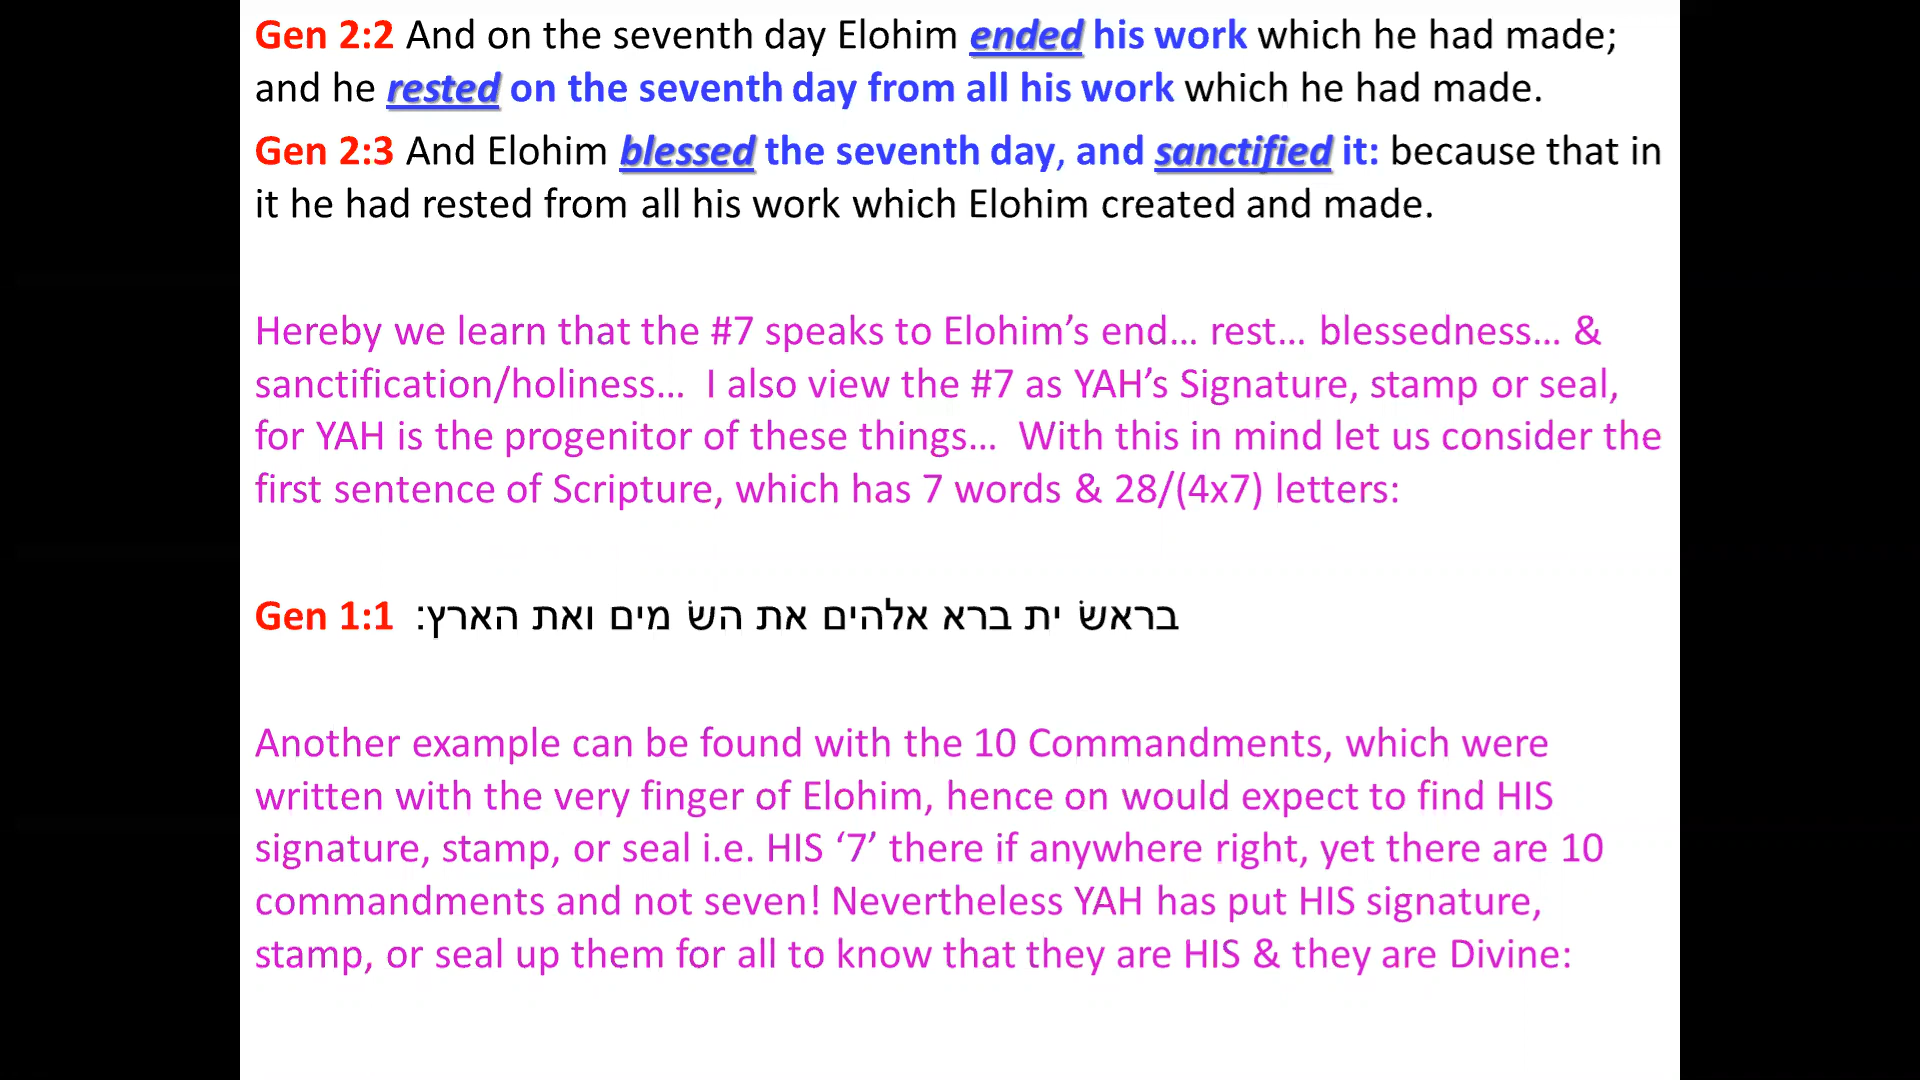 Gen 2:2 And on the seventh day Elohim ended his work which he had made;
and he rested on the seventh day from all his work which he had made.
Gen 2:3 And Elohim blessed the seventh day, and sanctified it: because that in
it he had rested from all his work which Elohim created and made.
Hereby we learn that the #7 speaks to Elohim’s end… rest… blessedness… &
sanctification/holiness…  I also view the #7 as YAH’s Signature, stamp or seal,
for YAH is the progenitor of these things…  With this in mind let us consider the
first sentence of Scripture, which has 7 words & 28/(4x7) letters:
Gen 1:1 בראשׂ ית ברא אלהים את השׂ מים ואת הארץ׃
Another example can be found with the 10 Commandments, which were
written with the very finger of Elohim, hence on would expect to find HIS
signature, stamp, or seal i.e. HIS ‘7’ there if anywhere right, yet there are 10
commandments and not seven! Nevertheless YAH has put HIS signature,
stamp, or seal up them for all to know that they are HIS & they are Divine: